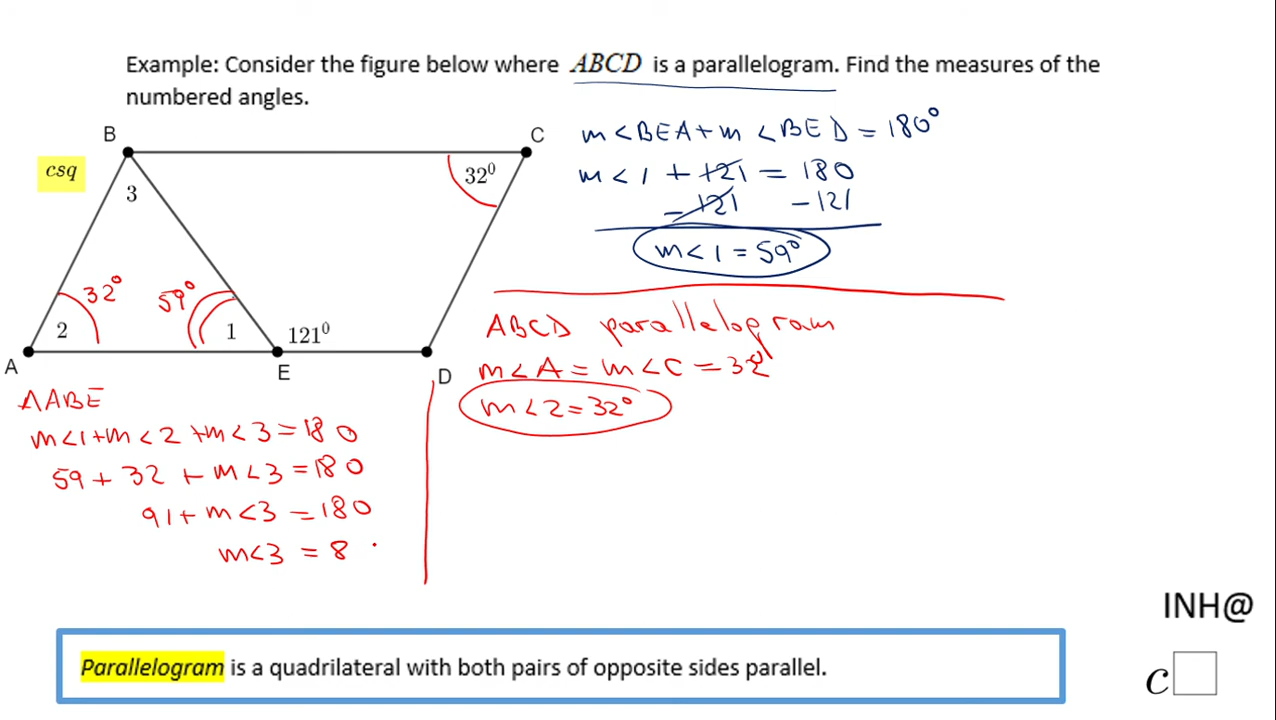 Example: Consider the figure below where ABCD is a parallelogram. Find the measures of the
numbered angles.
B
C
csq
3
32⁰
32°
59°
2
1
121⁰
A
E
D
m<BEA+m <BED = 180°
m<1 + 121 = 180
- 121 - 121
m<1 = 59°
ABCD parallelogram
m<A = m<C = 32°
m<2 = 32°
ΔABE
m<1+m<2+m<3=180
59 + 32 + m<3 = 180
91 + m<3 = 180
m<3 = 8
INH@
c
Parallelogram is a quadrilateral with both pairs of opposite sides parallel.